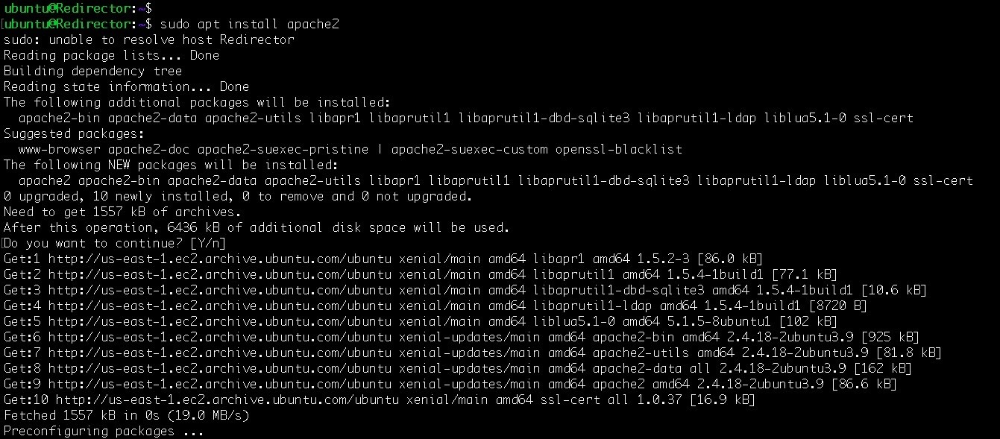 ubuntu@Redirector:~$
[ubuntu@Redirector:~$ sudo apt install apache2
sudo: unable to resolve host Redirector
Reading package lists... Done
Building dependency tree
Reading state information... Done
The following additional packages will be installed:
  apache2-bin apache2-data apache2-utils libapr1 libaprutil1 libaprutil1-dbd-sqlite3 libaprutil1-ldap liblua5.1-0 ssl-cert
Suggested packages:
  www-browser apache2-doc apache2-suexec-pristine | apache2-suexec-custom openssl-blacklist
The following NEW packages will be installed:
  apache2 apache2-bin apache2-data apache2-utils libapr1 libaprutil1 libaprutil1-dbd-sqlite3 libaprutil1-ldap liblua5.1-0 ssl-cert
0 upgraded, 10 newly installed, 0 to remove and 0 not upgraded.
Need to get 1557 kB of archives.
After this operation, 6436 kB of additional disk space will be used.
[Do you want to continue? [Y/n]
Get:1 http://us-east-1.ec2.archive.ubuntu.com/ubuntu xenial/main amd64 libapr1 amd64 1.5.2-3 [86.0 kB]
Get:2 http://us-east-1.ec2.archive.ubuntu.com/ubuntu xenial/main amd64 libaprutil1 amd64 1.5.4-1build1 [77.1 kB]
Get:3 http://us-east-1.ec2.archive.ubuntu.com/ubuntu xenial/main amd64 libaprutil1-dbd-sqlite3 amd64 1.5.4-1build1 [10.6 kB]
Get:4 http://us-east-1.ec2.archive.ubuntu.com/ubuntu xenial/main amd64 libaprutil1-ldap amd64 1.5.4-1build1 [8720 B]
Get:5 http://us-east-1.ec2.archive.ubuntu.com/ubuntu xenial/main amd64 liblua5.1-0 amd64 5.1.5-8ubuntu1 [102 kB]
Get:6 http://us-east-1.ec2.archive.ubuntu.com/ubuntu xenial-updates/main amd64 apache2-bin amd64 2.4.18-2ubuntu3.9 [925 kB]
Get:7 http://us-east-1.ec2.archive.ubuntu.com/ubuntu xenial-updates/main amd64 apache2-utils amd64 2.4.18-2ubuntu3.9 [81.8 kB]
Get:8 http://us-east-1.ec2.archive.ubuntu.com/ubuntu xenial-updates/main amd64 apache2-data all 2.4.18-2ubuntu3.9 [162 kB]
Get:9 http://us-east-1.ec2.archive.ubuntu.com/ubuntu xenial-updates/main amd64 apache2 amd64 2.4.18-2ubuntu3.9 [86.6 kB]
Get:10 http://us-east-1.ec2.archive.ubuntu.com/ubuntu xenial/main amd64 ssl-cert all 1.0.37 [16.9 kB]
Fetched 1557 kB in 0s (19.0 MB/s)
Preconfiguring packages ...